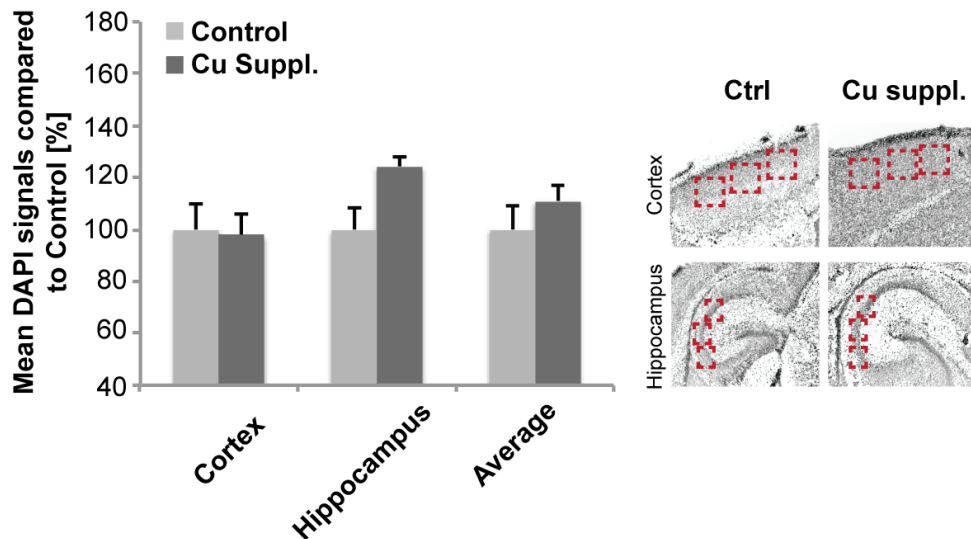 Mean DAPI signals compared
to Control [%]
180
160
140
120
100
80
60
40
Control
Cu Suppl.
Cortex
Hippocampus
Average
Ctrl
Cu suppl.
Cortex
Hippocampus